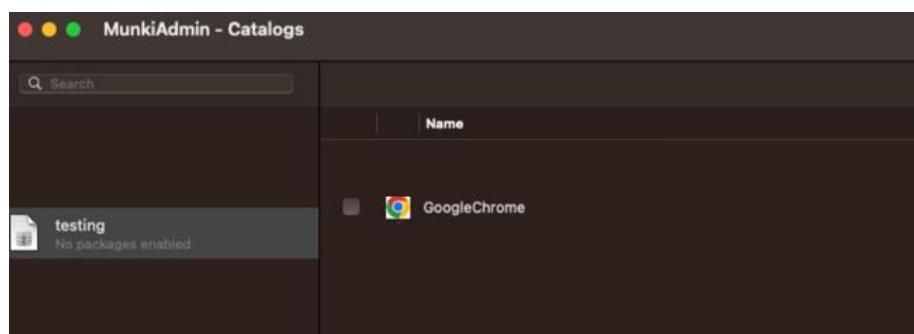 MunkiAdmin - Catalogs
Search
Name
GoogleChrome
testing
No packages enabled